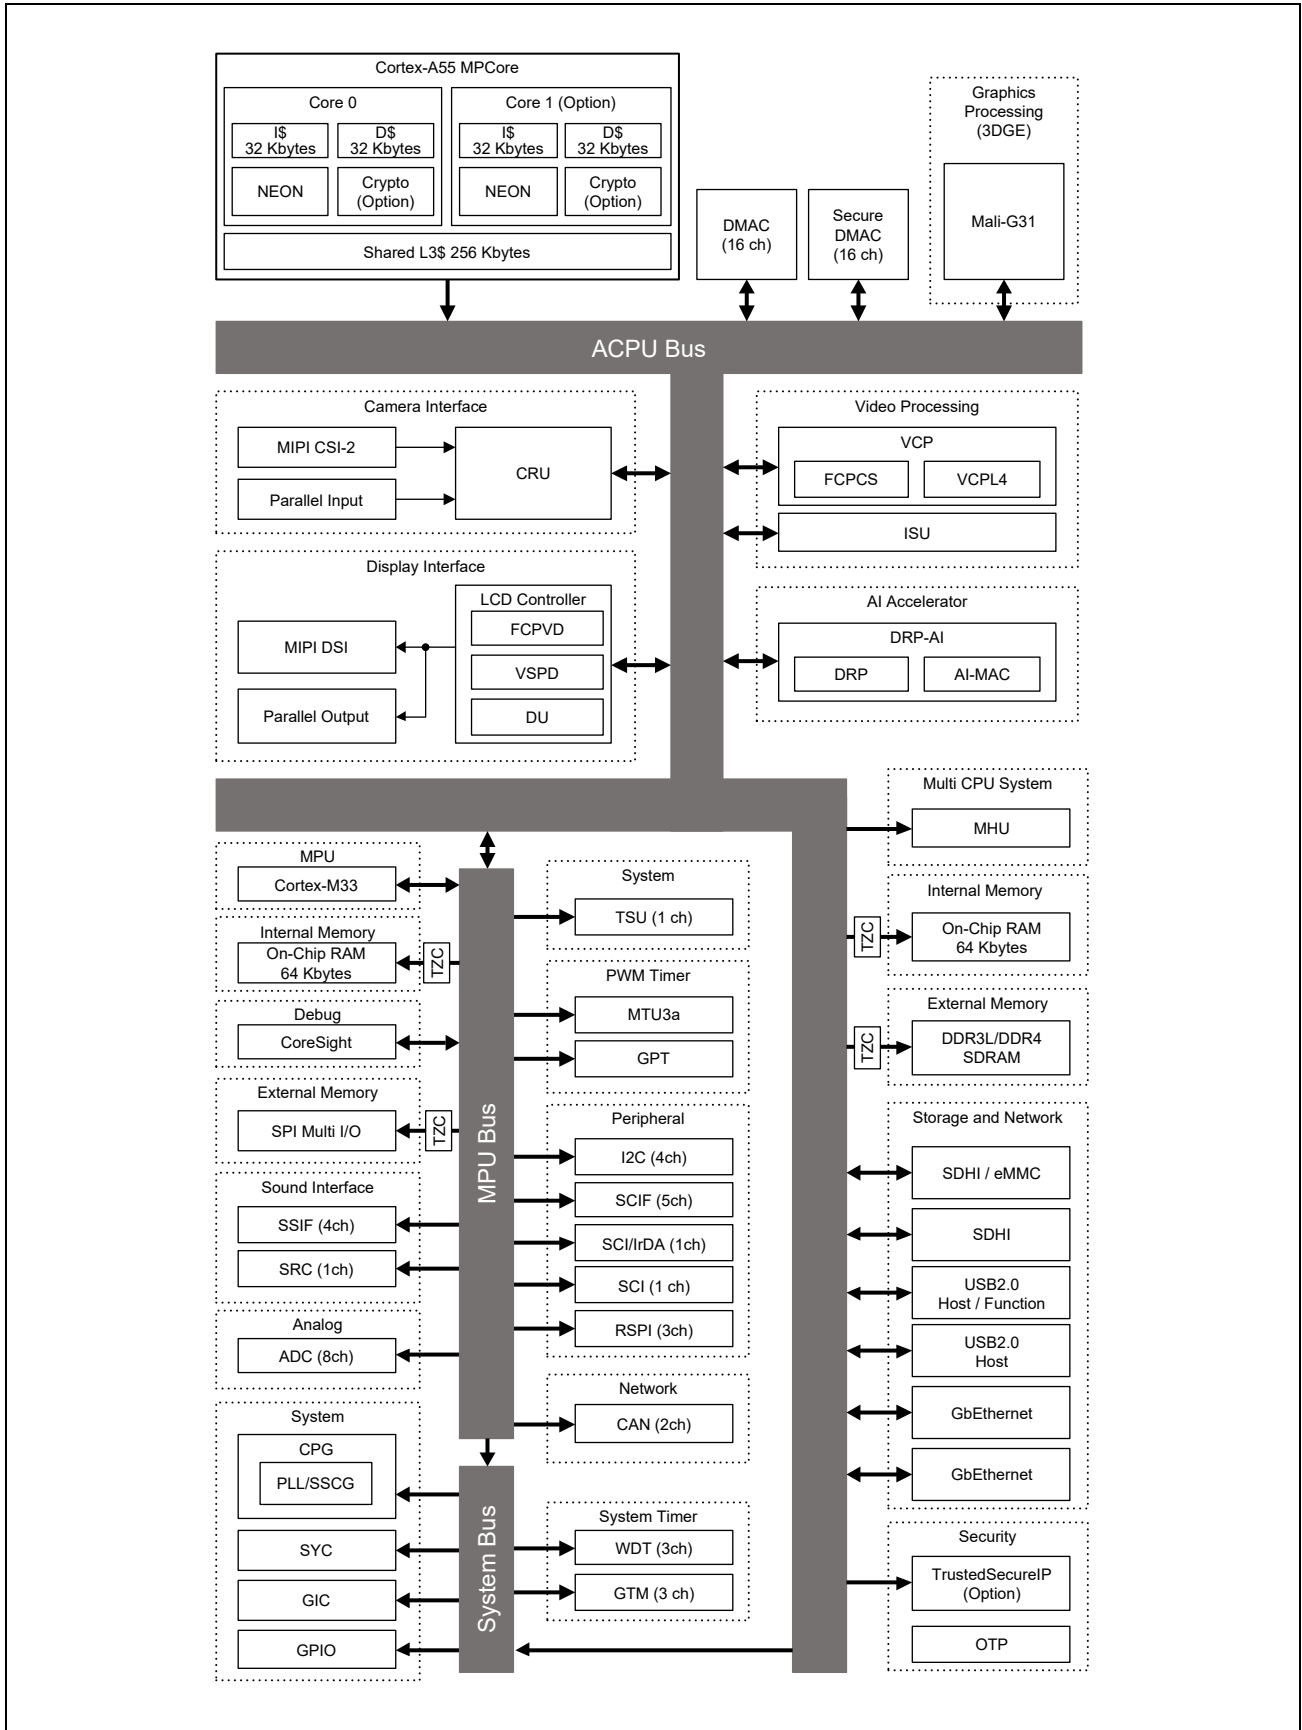 Cortex-A55 MPCore
Core 0
I$
32 Kbytes
D$
32 Kbytes
NEON
Crypto
(Option)
Core 1 (Option)
I$
32 Kbytes
D$
32 Kbytes
NEON
Crypto
(Option)
Shared L3$ 256 Kbytes
DMAC
(16 ch)
Secure
DMAC
(16 ch)
Graphics
Processing
(3DGE)
Mali-G31
ACPU Bus
Camera Interface
MIPI CSI-2
Parallel Input
CRU
Video Processing
VCP
FCPCS
VCPL4
ISU
Display Interface
LCD Controller
FCPVD
VSPD
DU
MIPI DSI
Parallel Output
AI Accelerator
DRP-AI
DRP
AI-MAC
MPU
Cortex-M33
Internal Memory
On-Chip RAM
64 Kbytes
TZC
Debug
CoreSight
External Memory
SPI Multi I/O
TZC
Sound Interface
SSIF (4ch)
SRC (1ch)
Analog
ADC (8ch)
System
CPG
PLL/SSCG
SYC
GIC
GPIO
MPU Bus
System Bus
System
TSU (1 ch)
PWM Timer
MTU3a
GPT
Peripheral
I2C (4ch)
SCIF (5ch)
SCI/IrDA (1ch)
SCI (1 ch)
RSPI (3ch)
Network
CAN (2ch)
System Timer
WDT (3ch)
GTM (3 ch)
Multi CPU System
MHU
Internal Memory
TZC
On-Chip RAM
64 Kbytes
External Memory
TZC
DDR3L/DDR4
SDRAM
Storage and Network
SDHI / eMMC
SDHI
USB2.0
Host / Function
USB2.0
Host
GbEthernet
GbEthernet
Security
TrustedSecureIP
(Option)
OTP